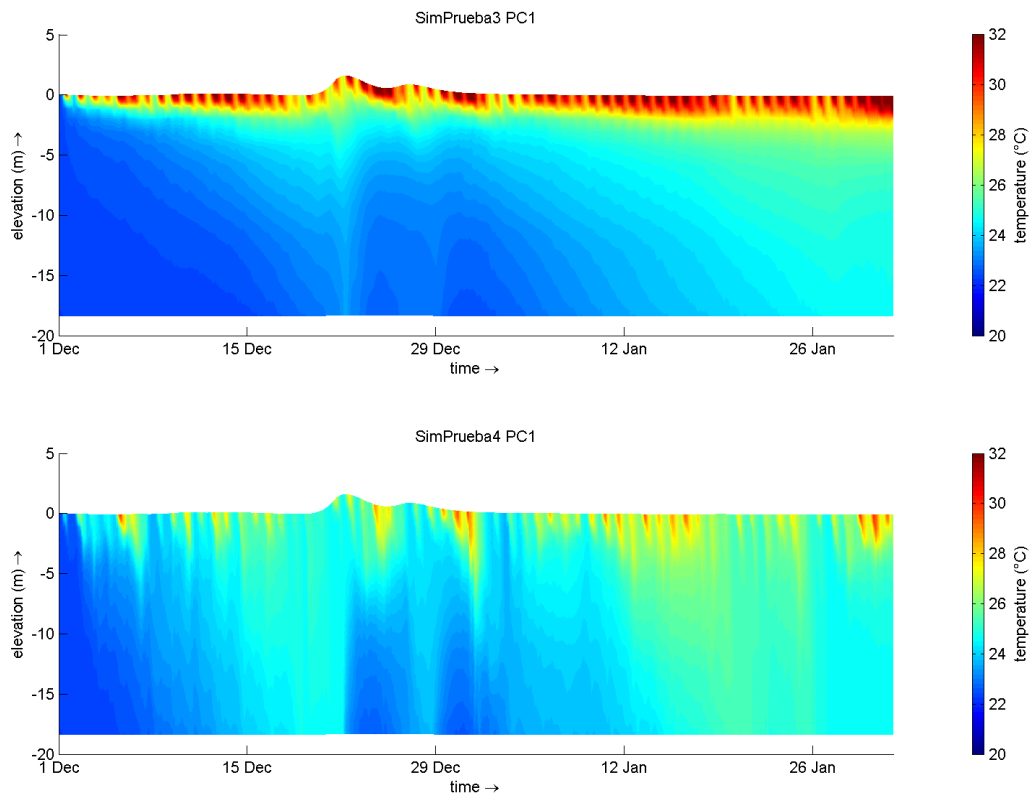 SimPrueba3 PC1
5
0
-5
-10
-15
-20
elevation (m) →
1 Dec
15 Dec
29 Dec
12 Jan
26 Jan
time →
32
30
28
26
24
22
20
temperature (°C)
SimPrueba4 PC1
5
0
-5
-10
-15
-20
elevation (m) →
1 Dec
15 Dec
29 Dec
12 Jan
26 Jan
time →
32
30
28
26
24
22
20
temperature (°C)